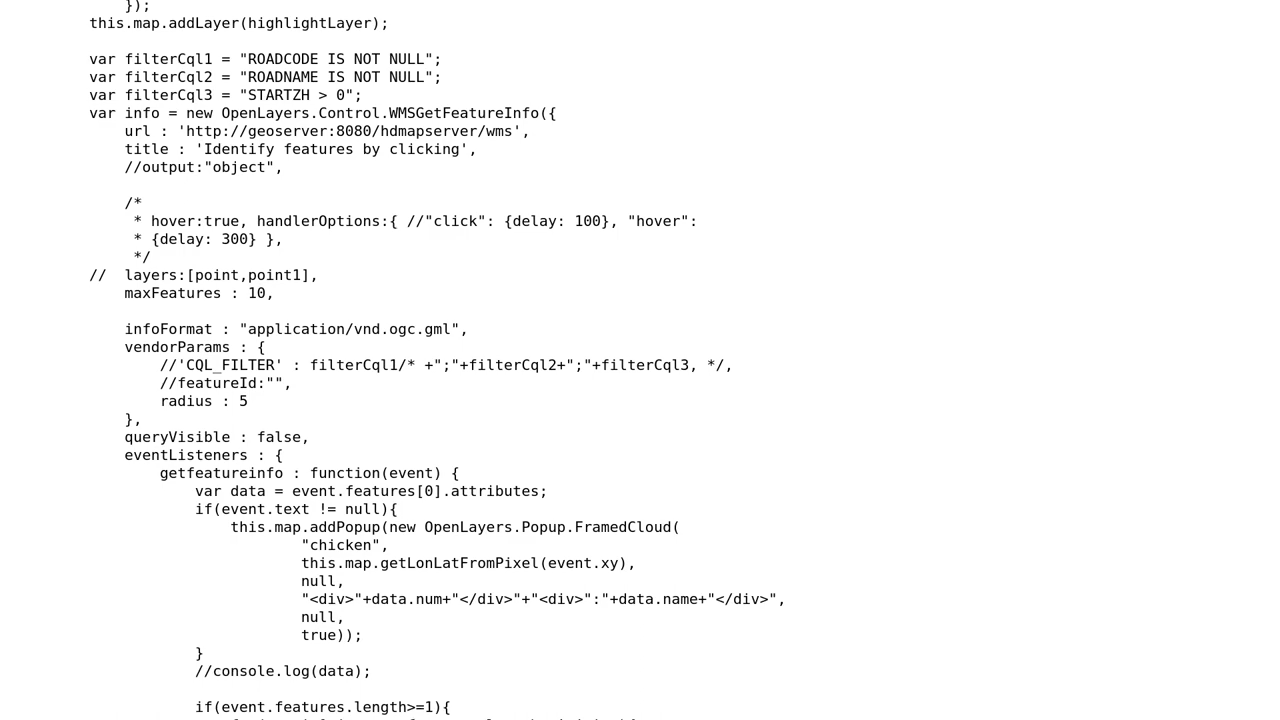 });
this.map.addLayer(highlightLayer);
var filterCql1 = "ROADCODE IS NOT NULL";
var filterCql2 = "ROADNAME IS NOT NULL";
var filterCql3 = "STARTZH > 0";
var info = new OpenLayers.Control.WMSGetFeatureInfo({
url : 'http://geoserver:8080/hdmapserver/wms',
title : 'Identify features by clicking',
//output:"object",
/*
* hover:true, handlerOptions:{ //"click": {delay: 100}, "hover":
* {delay: 300} },
*/
// layers:[point,point1],
maxFeatures : 10,
infoFormat : "application/vnd.ogc.gml",
vendorParams : {
//'CQL_FILTER' : filterCql1/* +";"+filterCql2+";"+filterCql3, */,
//featureId:"",
radius : 5
},
queryVisible : false,
eventListeners : {
getfeatureinfo : function(event) {
var data = event.features[0].attributes;
if(event.text != null){
this.map.addPopup(new OpenLayers.Popup.FramedCloud(
"chicken",
this.map.getLonLatFromPixel(event.xy),
null,
"<div>"+data.num+"</div>"+"<div>":"+data.name+"</div>",
null,
true));
}
//console.log(data);
if(event.features.length>=1){